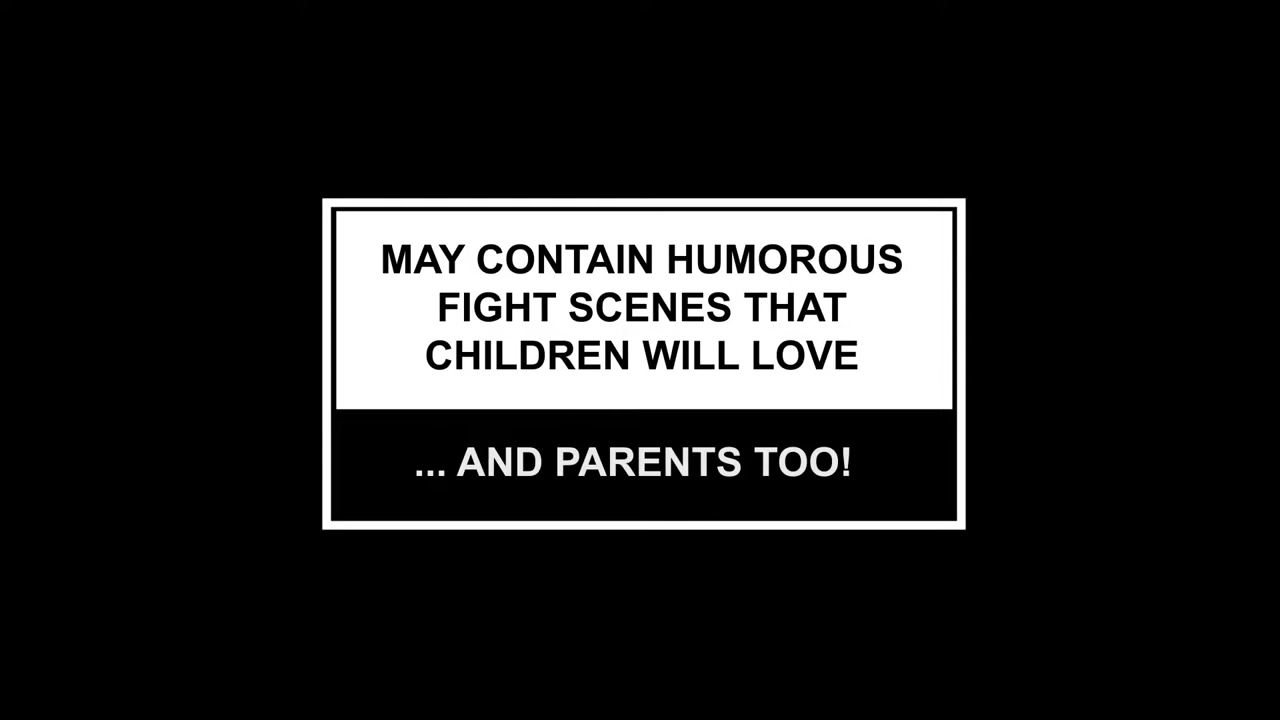 MAY CONTAIN HUMOROUS
FIGHT SCENES THAT
CHILDREN WILL LOVE
... AND PARENTS TOO!